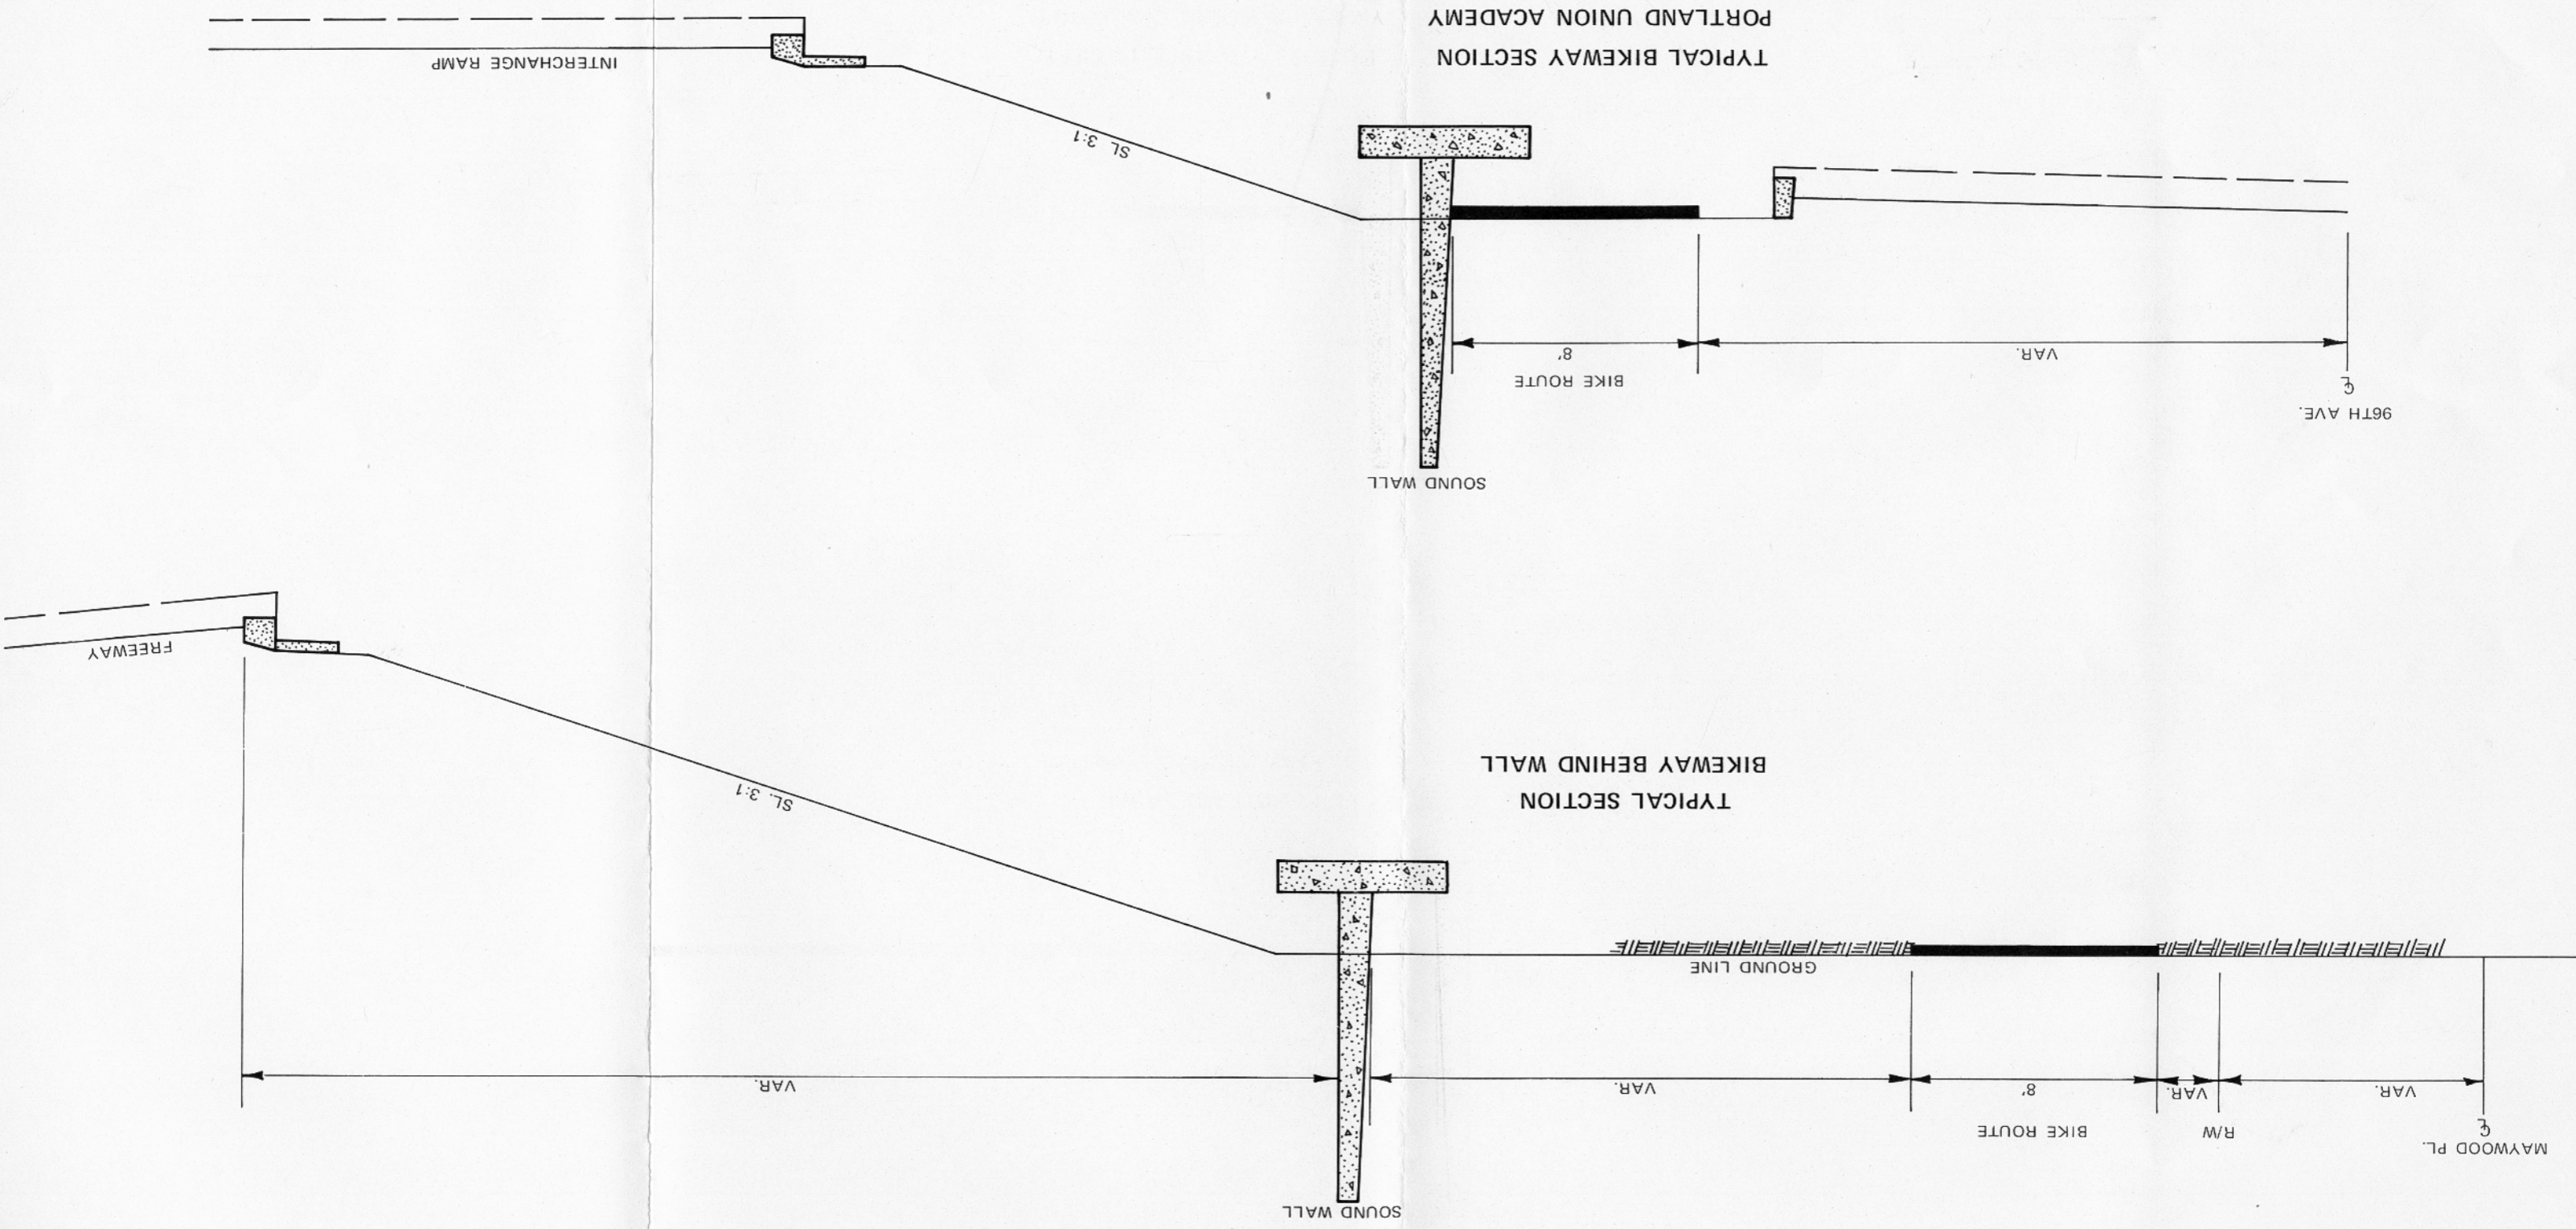 SOUND WALL
MAYWOOD PL.
℄
R/W
BIKE ROUTE
VAR.
VAR.
8'
VAR.
VAR.
GROUND LINE
SL. 3:1
FREEWAY
TYPICAL SECTION
BIKEWAY BEHIND WALL
SOUND WALL
96TH AVE.
℄
BIKE ROUTE
VAR.
8'
SL. 3:1
INTERCHANGE RAMP
TYPICAL BIKEWAY SECTION
PORTLAND UNION ACADEMY